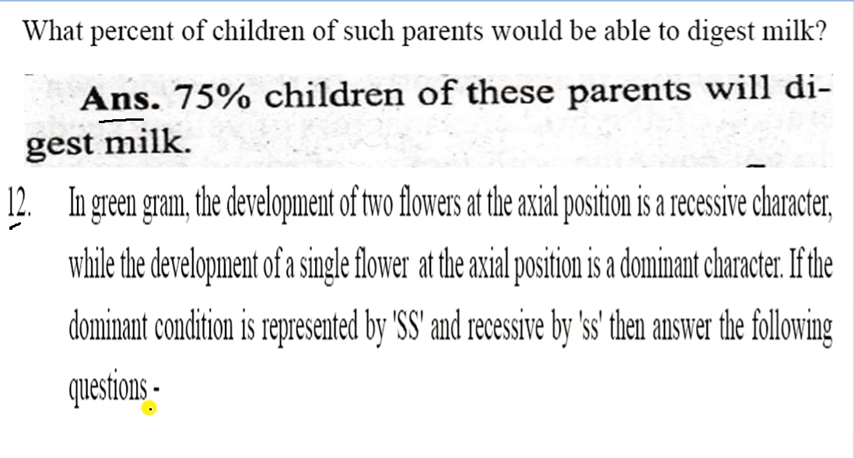 What percent of children of such parents would be able to digest milk?
Ans. 75% children of these parents will di-
gest milk.
12. In green gram, the development of two flowers at the axial position is a recessive character,
while the development of a single flower at the axial position is a dominant character. If the
dominant condition is represented by 'SS' and recessive by 'ss' then answer the following
questions -